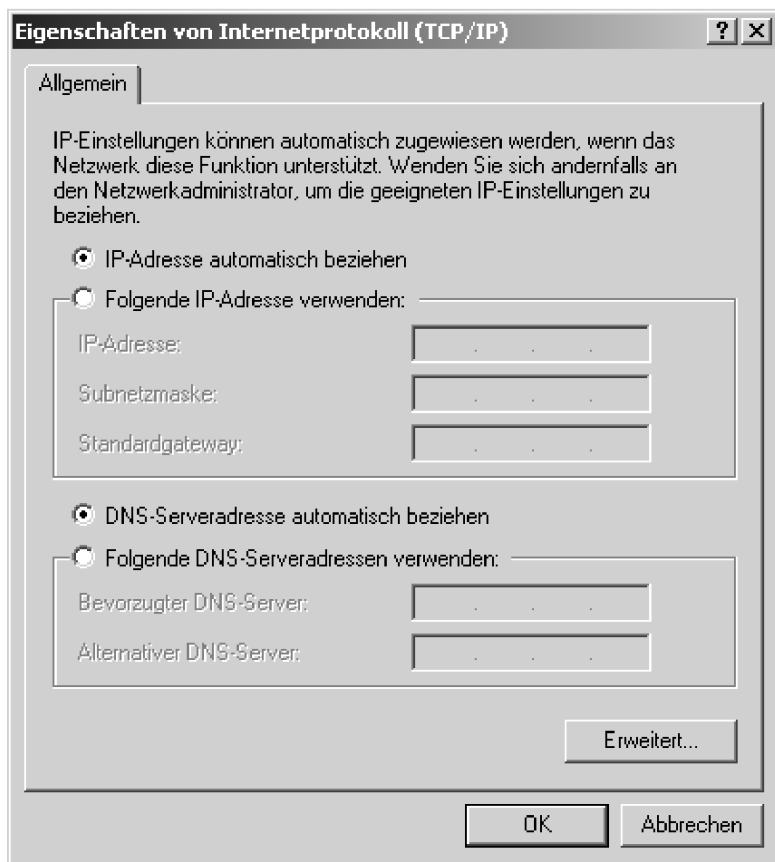 Eigenschaften von Internetprotokoll (TCP/IP)
Allgemein
IP-Einstellungen können automatisch zugewiesen werden, wenn das
Netzwerk diese Funktion unterstützt. Wenden Sie sich andernfalls an
den Netzwerkadministrator, um die geeigneten IP-Einstellungen zu
beziehen.
IP-Adresse automatisch beziehen
Folgende IP-Adresse verwenden:
IP-Adresse:
Subnetzmaske:
Standardgateway:
DNS-Serveradresse automatisch beziehen
Folgende DNS-Serveradressen verwenden:
Bevorzugter DNS-Server:
Alternativer DNS-Server:
Erweitert...
OK Abbrechen